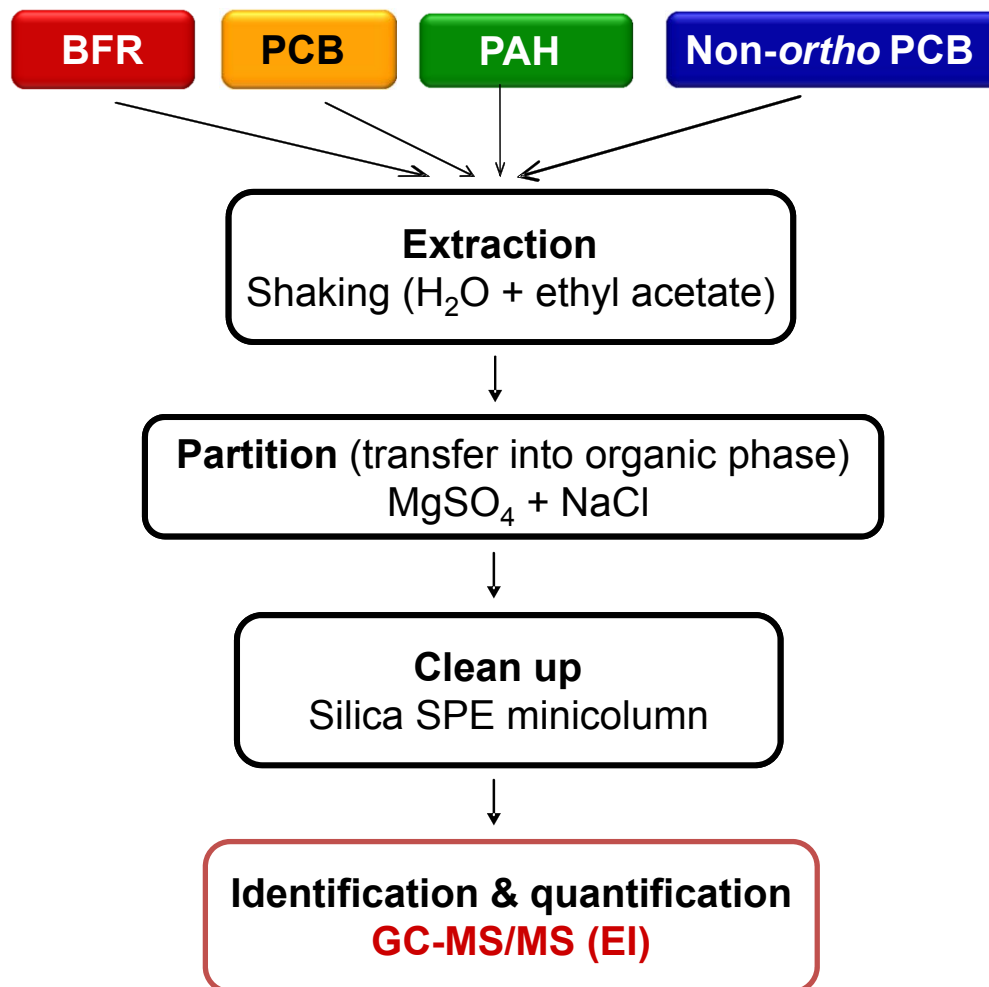 BFR PCB PAH Non-ortho PCB
Extraction
Shaking (H₂O + ethyl acetate)
Partition (transfer into organic phase)
MgSO₄ + NaCl
Clean up
Silica SPE minicolumn
Identification & quantification
GC-MS/MS (EI)